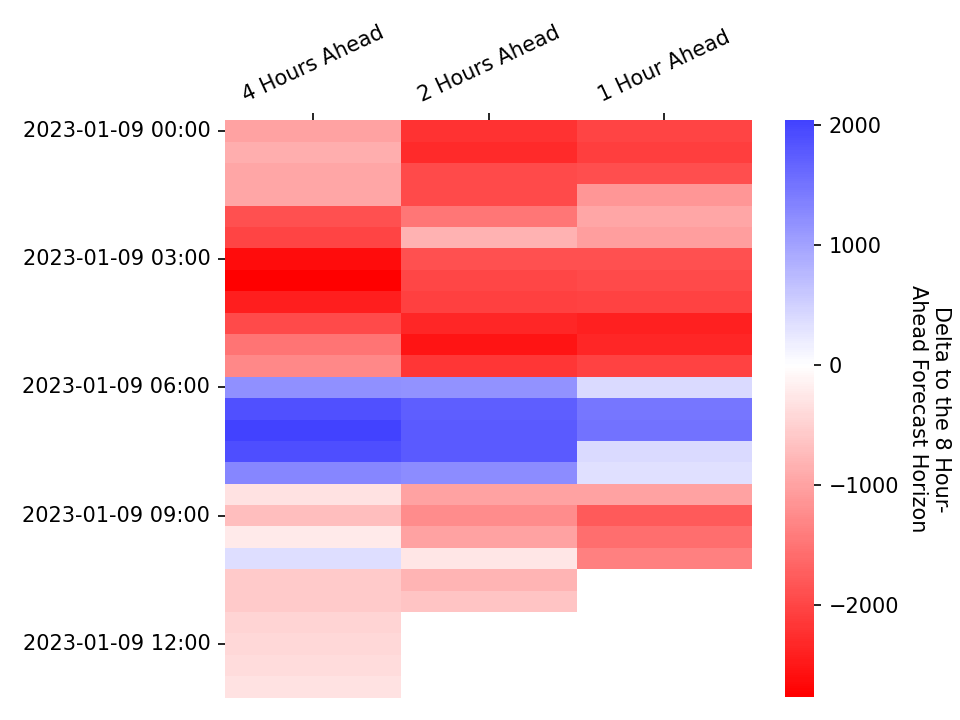 4 Hours Ahead
2 Hours Ahead
1 Hour Ahead
2023-01-09 00:00
2023-01-09 03:00
2023-01-09 06:00
2023-01-09 09:00
2023-01-09 12:00
2000
1000
0
−1000
−2000
Delta to the 8 Hour-
Ahead Forecast Horizon